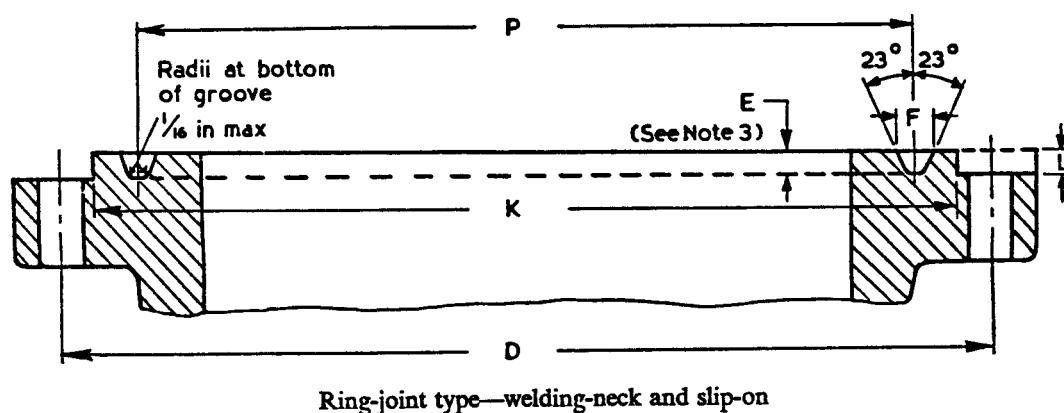 P
Radii at bottom
of groove
1/16 in max
23° 23°
E
(See Note 3)
F
K
D
Ring-joint type—welding-neck and slip-on